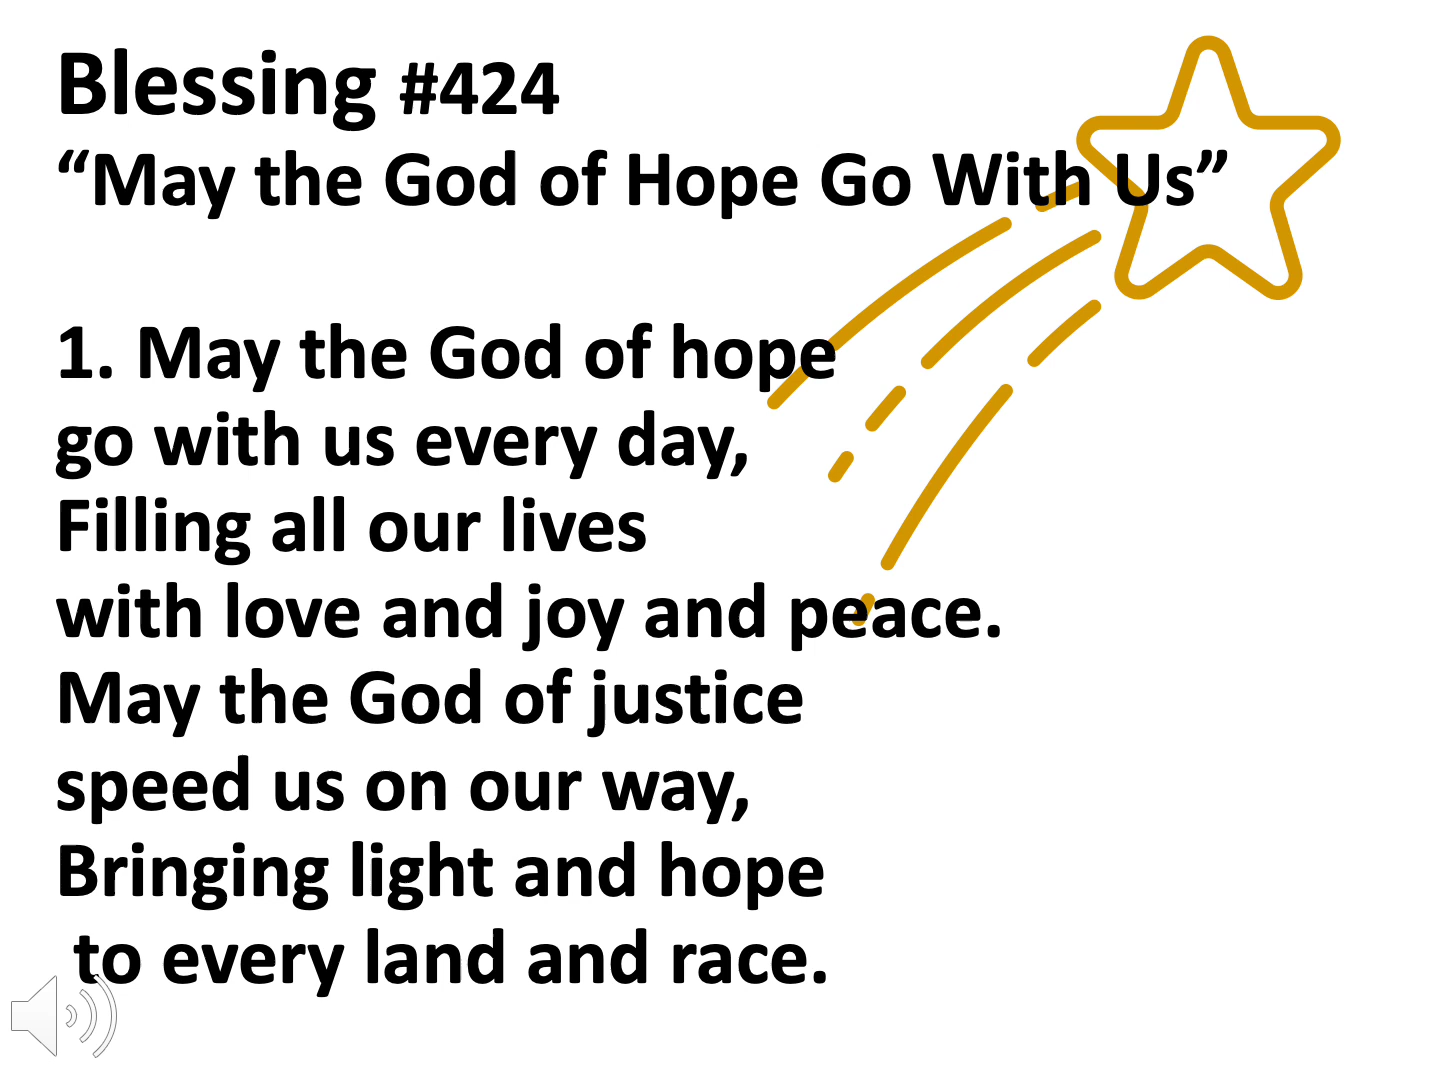 Blessing #424
“May the God of Hope Go With Us”
1. May the God of hope
go with us every day,
Filling all our lives
with love and joy and peace.
May the God of justice
speed us on our way,
Bringing light and hope
to every land and race.